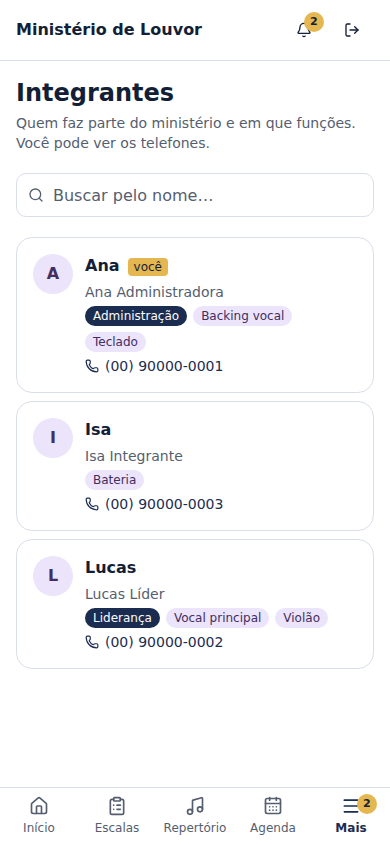 Ministério de Louvor
2
Integrantes
Quem faz parte do ministério e em que funções.
Você pode ver os telefones.
Buscar pelo nome...
A
Ana você
Ana Administradora
Administração Backing vocal
Teclado
(00) 90000-0001
I
Isa
Isa Integrante
Bateria
(00) 90000-0003
L
Lucas
Lucas Líder
Liderança Vocal principal Violão
(00) 90000-0002
2
Início Escalas Repertório Agenda Mais